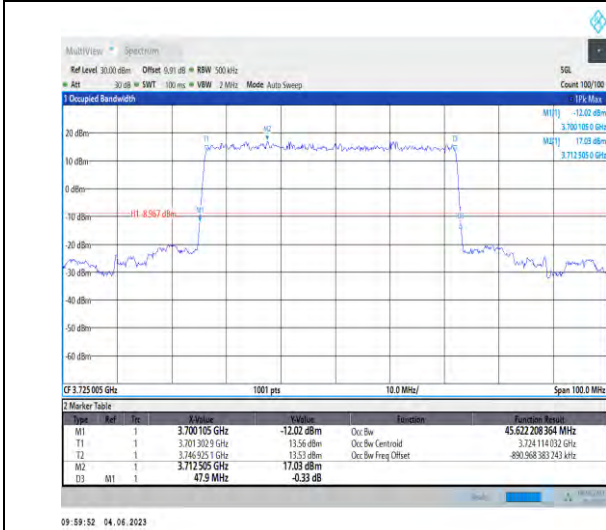 MultiView Spectrum
Ref Level 30.00 dBm Offset 9.91 dB RBW 500 kHz SGL
Att 30 dB SWT 100 ms VBW 2 MHz Mode Auto Sweep Count 100/100
1 Occupied Bandwidth 1Pk Max
M1[1] -12.02 dBm
3.700 105 0 GHz
M2[1] 17.03 dBm
3.712 505 0 GHz
20 dBm
T1
M2
T2
10 dBm
0 dBm
-10 dBm
H1 -8.967 dBm
M1
D3
-20 dBm
-30 dBm
-40 dBm
-50 dBm
-60 dBm
CF 3.725 005 GHz 1001 pts 10.0 MHz/ Span 100.0 MHz
2 Marker Table
Type Ref Trc X-Value Y-Value Function Function Result
M1 1 3.700 105 GHz -12.02 dBm Occ Bw 45.622 208 364 MHz
T1 1 3.701 302 9 GHz 13.56 dBm Occ Bw Centroid 3.724 114 032 GHz
T2 1 3.746 925 1 GHz 13.53 dBm Occ Bw Freq Offset -890.968 383 743 kHz
M2 1 3.712 505 GHz 17.03 dBm
D3 M1 1 47.9 MHz -0.33 dB
Ready
09:59:52 04.06.2023